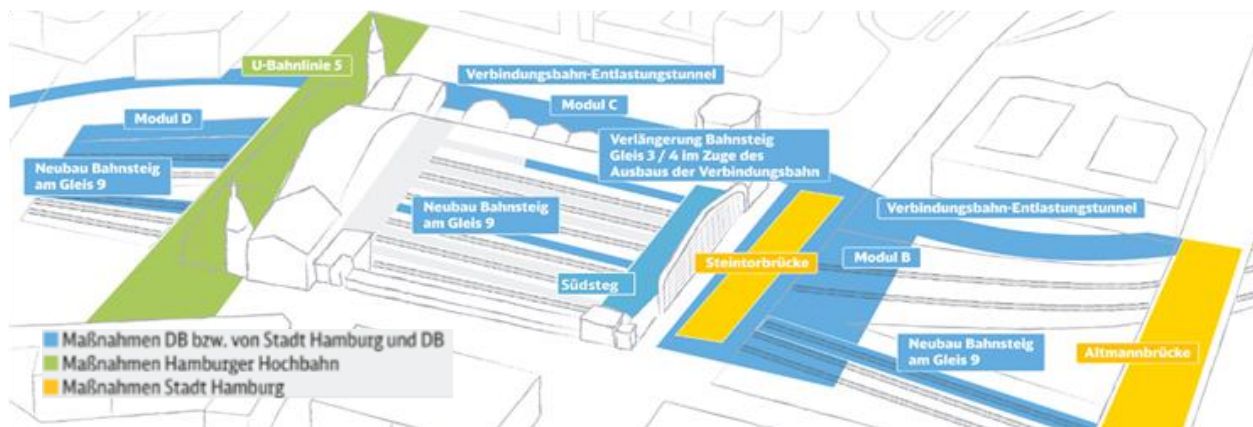 U-Bahnlinie 5
Verbindungsbahn-Entlastungstunnel
Modul C
Modul D
Verlängerung Bahnsteig
Gleis 3 / 4 im Zuge des
Ausbaus der Verbindungsbahn
Neubau Bahnsteig
am Gleis 9
Neubau Bahnsteig
am Gleis 9
Verbindungsbahn-Entlastungstunnel
Steintorbrücke
Modul B
Südsteg
Neubau Bahnsteig
am Gleis 9
Altmannbrücke
Maßnahmen DB bzw. von Stadt Hamburg und DB
Maßnahmen Hamburger Hochbahn
Maßnahmen Stadt Hamburg